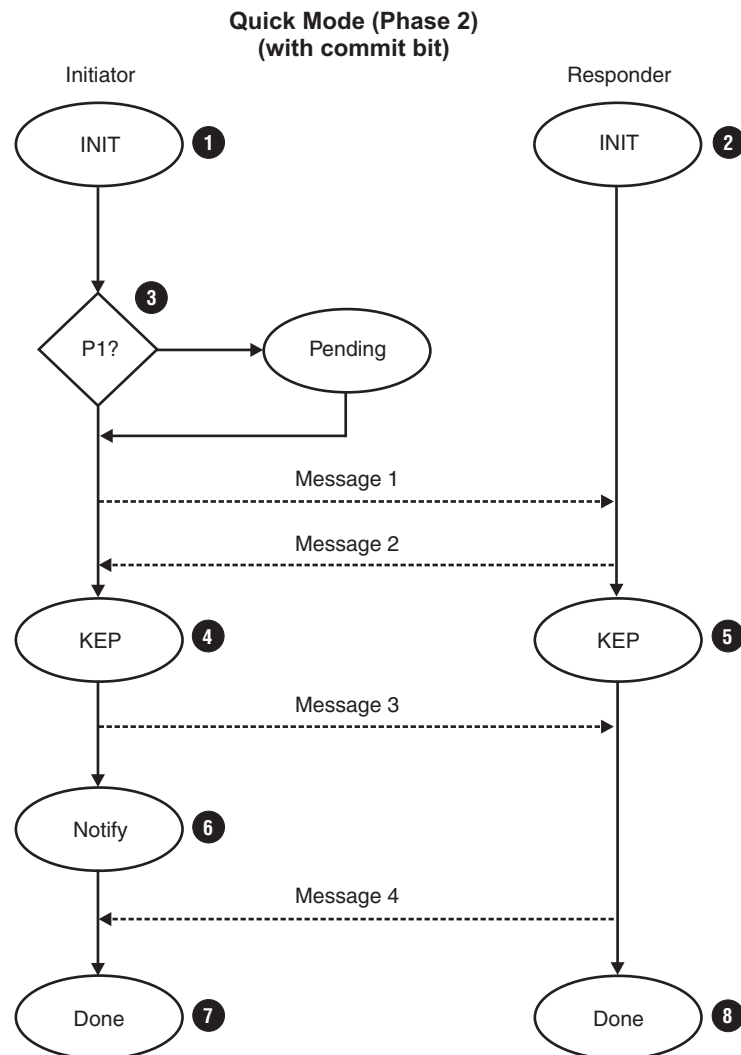 Quick Mode (Phase 2)
(with commit bit)
Initiator
Responder
INIT
1
INIT
2
3
P1?
Pending
Message 1
Message 2
KEP
4
KEP
5
Message 3
Notify
6
Message 4
Done
7
Done
8